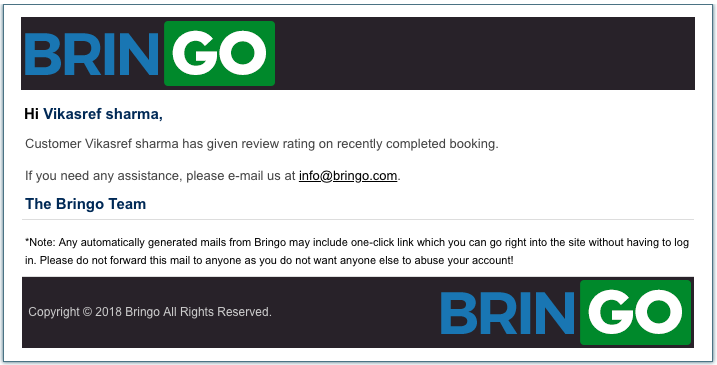 BRINGO
Hi Vikasref sharma,
Customer Vikasref sharma has given review rating on recently completed booking.
If you need any assistance, please e-mail us at info@bringo.com.
The Bringo Team
*Note: Any automatically generated mails from Bringo may include one-click link which you can go right into the site without having to log
in. Please do not forward this mail to anyone as you do not want anyone else to abuse your account!
Copyright © 2018 Bringo All Rights Reserved.
BRINGO